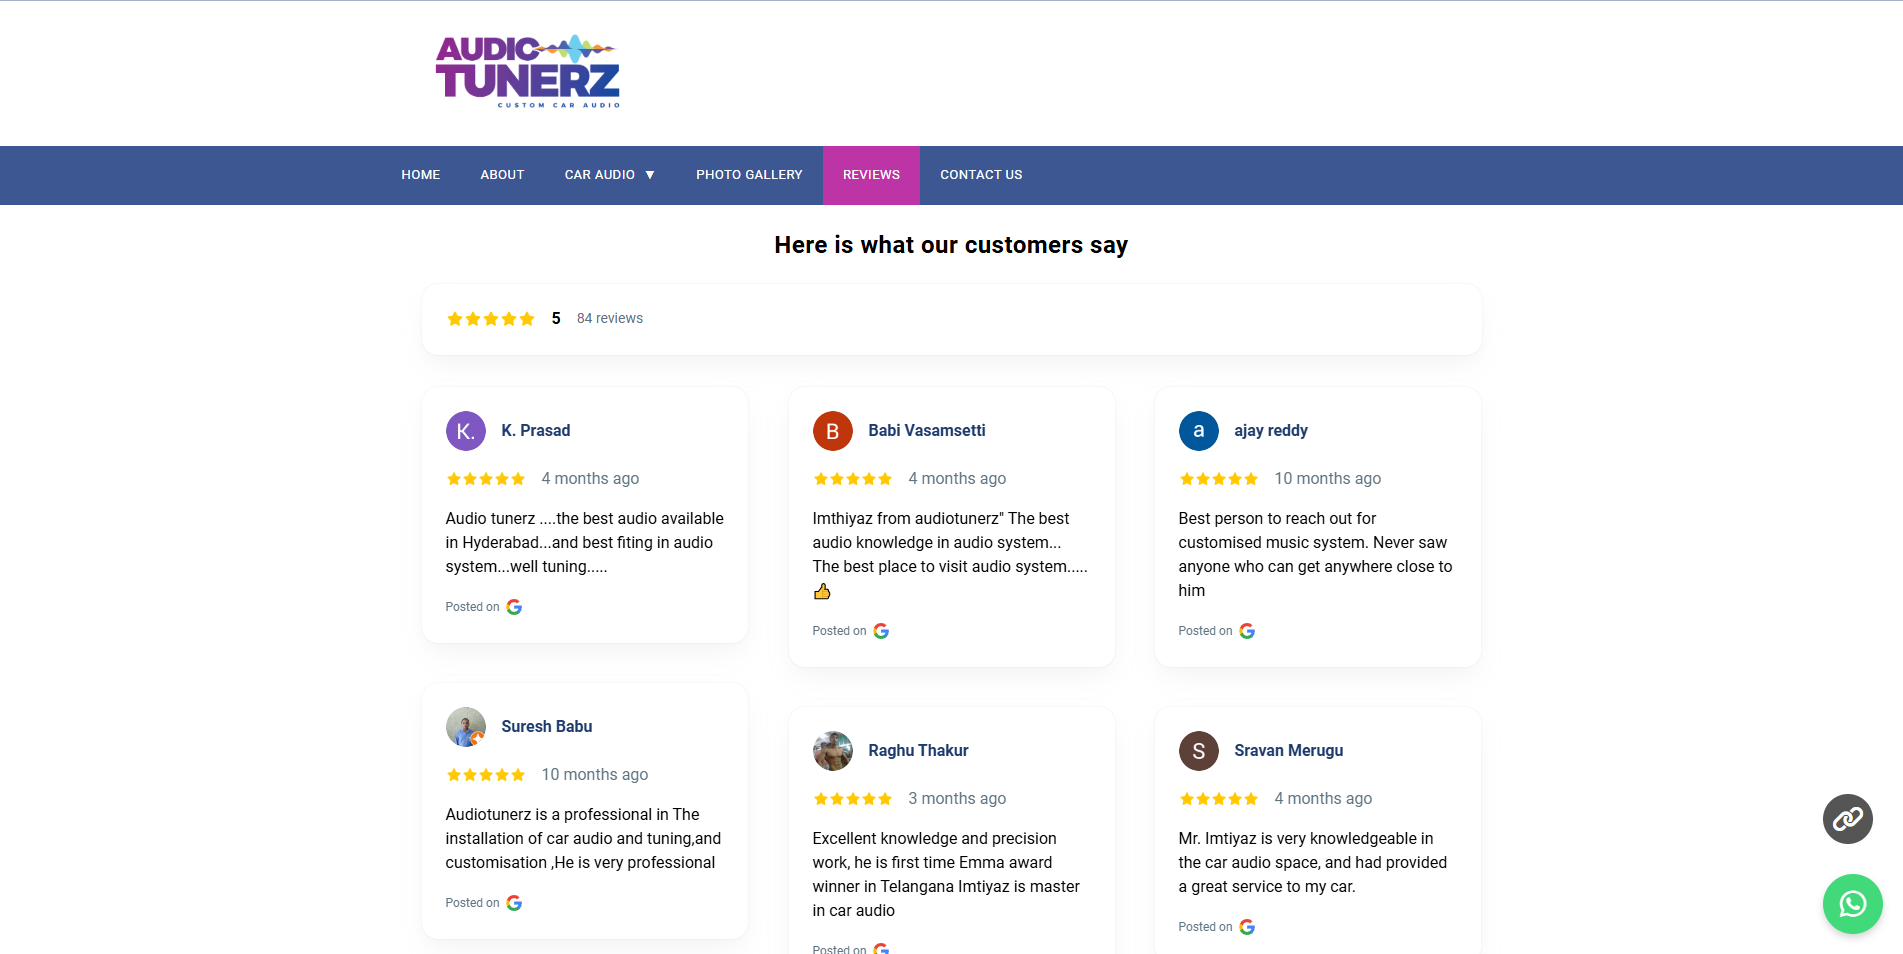 AUDIO
TUNERZ
CUSTOM CAR AUDIO
HOME ABOUT CAR AUDIO ▼ PHOTO GALLERY REVIEWS CONTACT US
Here is what our customers say
5 84 reviews
K. K. Prasad
4 months ago
Audio tunerz ....the best audio available
in Hyderabad...and best fiting in audio
system...well tuning.....
Posted on G
B Babi Vasamsetti
4 months ago
Imthiyaz from audiotunerz" The best
audio knowledge in audio system...
The best place to visit audio system.....
👍
Posted on G
a ajay reddy
10 months ago
Best person to reach out for
customised music system. Never saw
anyone who can get anywhere close to
him
Posted on G
Suresh Babu
10 months ago
Audiotunerz is a professional in The
installation of car audio and tuning,and
customisation ,He is very professional
Posted on G
Raghu Thakur
3 months ago
Excellent knowledge and precision
work, he is first time Emma award
winner in Telangana Imtiyaz is master
in car audio
Posted on G
S Sravan Merugu
4 months ago
Mr. Imtiyaz is very knowledgeable in
the car audio space, and had provided
a great service to my car.
Posted on G